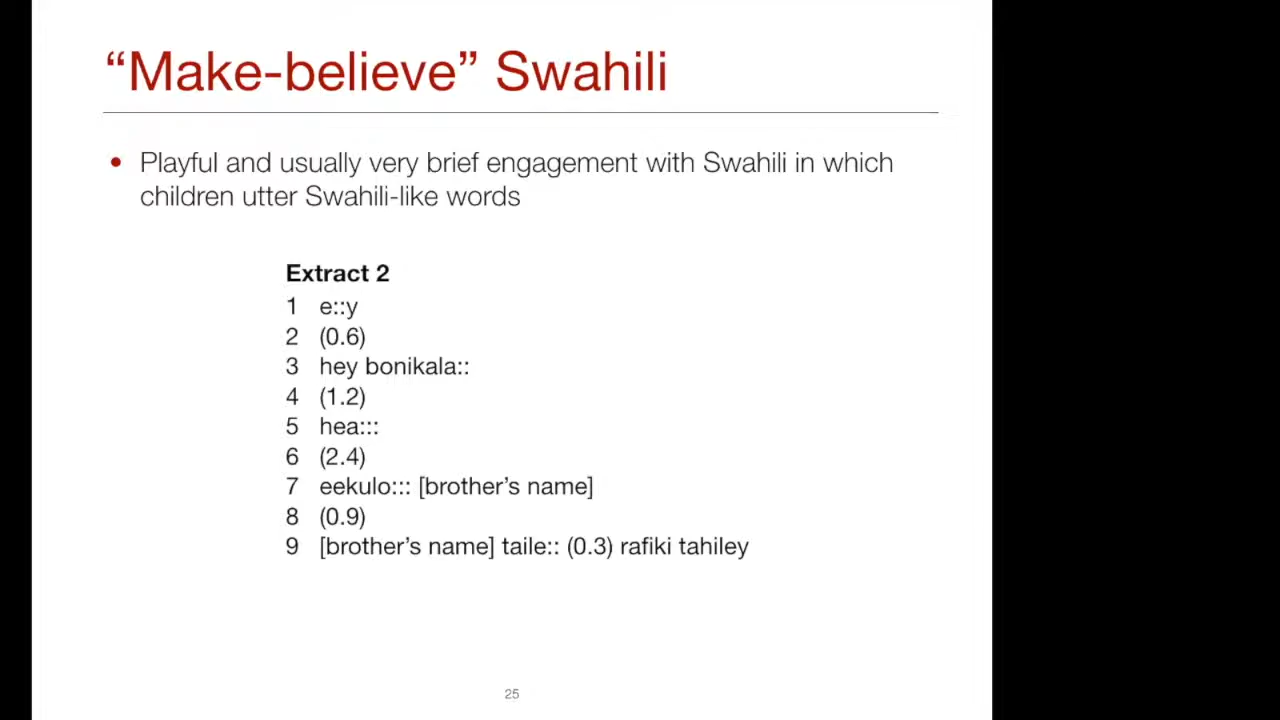 “Make-believe” Swahili
• Playful and usually very brief engagement with Swahili in which
children utter Swahili-like words
Extract 2
1 e::y
2 (0.6)
3 hey bonikala::
4 (1.2)
5 hea:::
6 (2.4)
7 eekulo::: [brother’s name]
8 (0.9)
9 [brother’s name] taile:: (0.3) rafiki tahiley
25